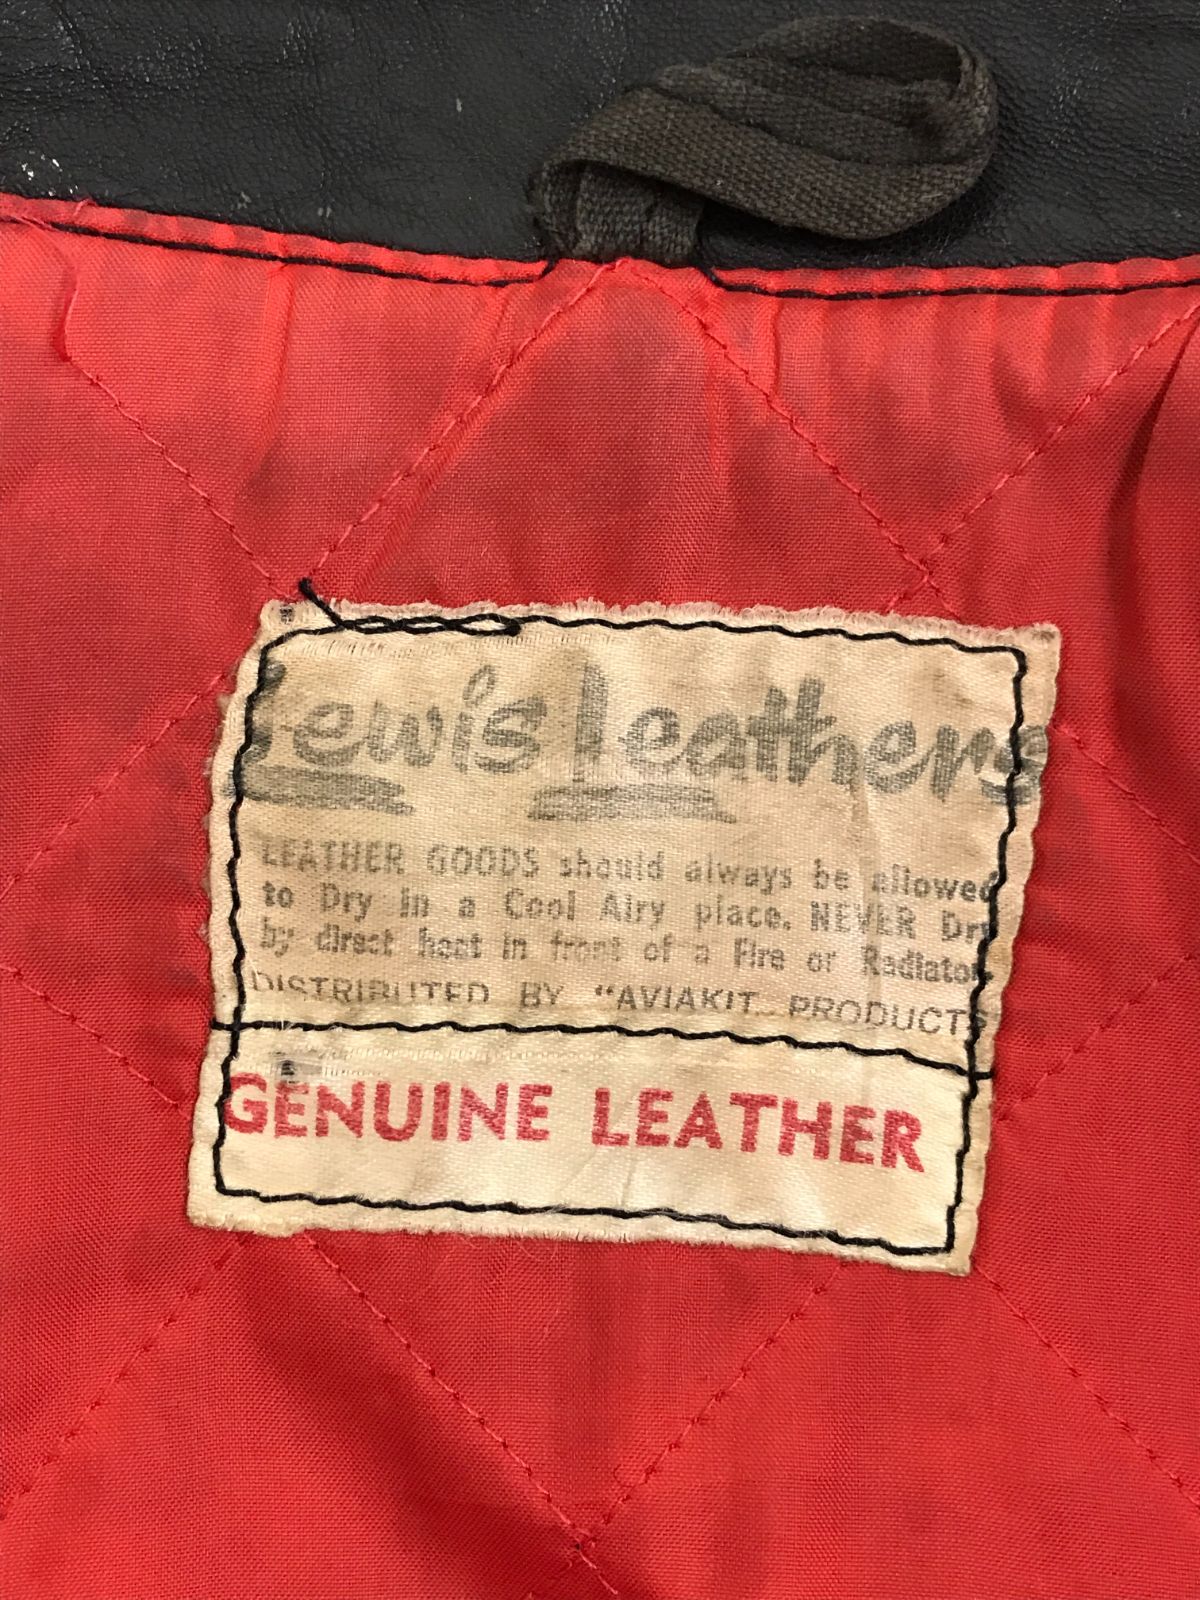 Lewis Leathers
LEATHER GOODS should always be allowed
to Dry in a Cool Airy place. NEVER Dry
by direct heat in front of a Fire or Radiator.
DISTRIBUTED BY "AVIAKIT PRODUCTS
GENUINE LEATHER